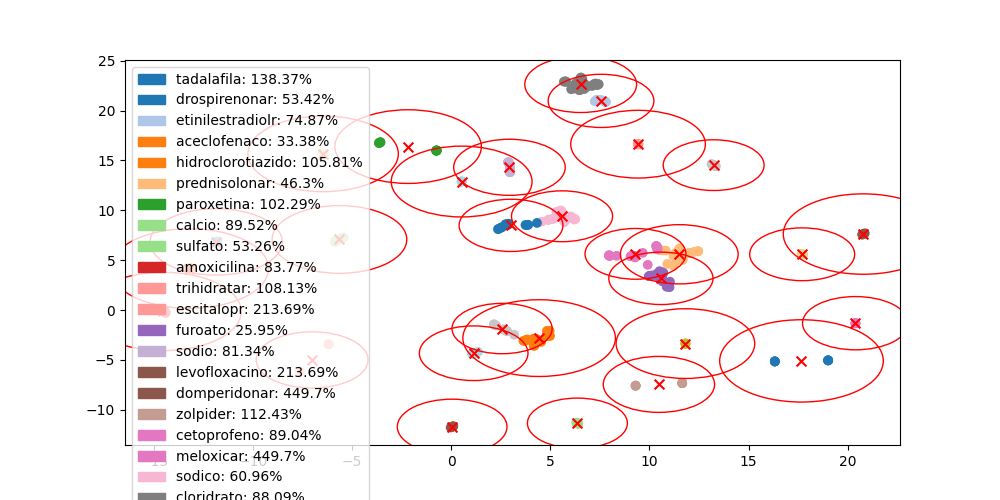 25
20
15
10
5
0
−5
−10
tadalafila: 138.37%
drospirenonar: 53.42%
etinilestradiolr: 74.87%
aceclofenaco: 33.38%
hidroclorotiazido: 105.81%
prednisolonar: 46.3%
paroxetina: 102.29%
calcio: 89.52%
sulfato: 53.26%
amoxicilina: 83.77%
trihidratar: 108.13%
escitalopr: 213.69%
furoato: 25.95%
sodio: 81.34%
levofloxacino: 213.69%
domperidonar: 449.7%
zolpider: 112.43%
cetoprofeno: 89.04%
meloxicar: 449.7%
sodico: 60.96%
cloridrato: 88.09%
−15 −10 −5 0 5 10 15 20